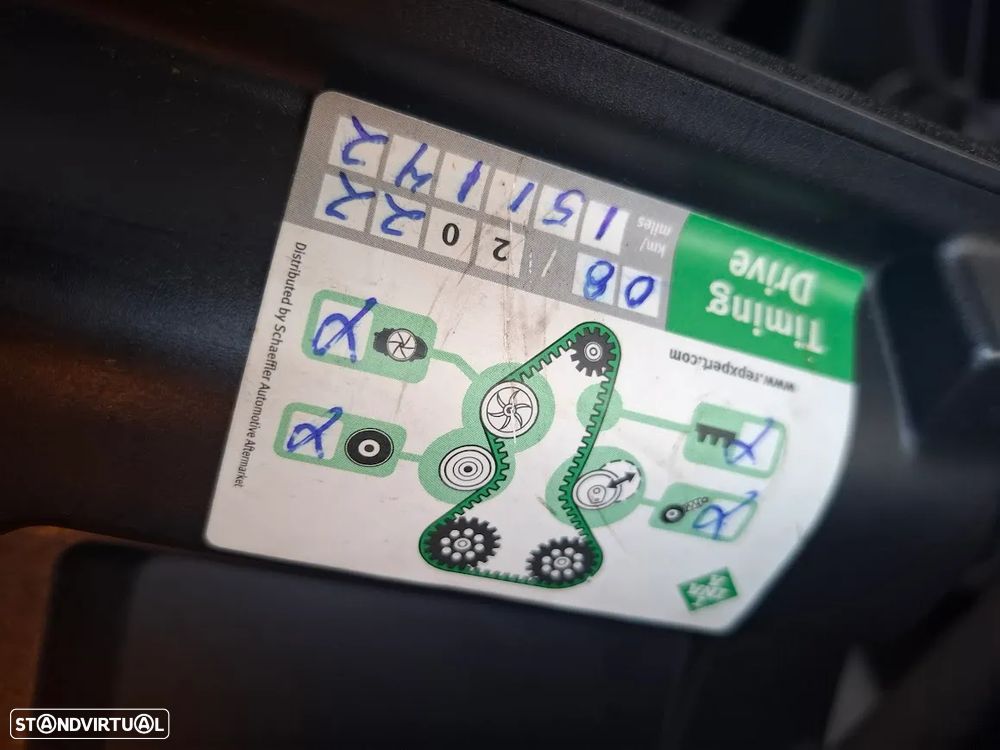 www.repxpert.com
Timing
Drive
08 / 2022
km/
miles
151142
Distributed by Schaeffler Automotive Aftermarket
STANDVIRTUAL